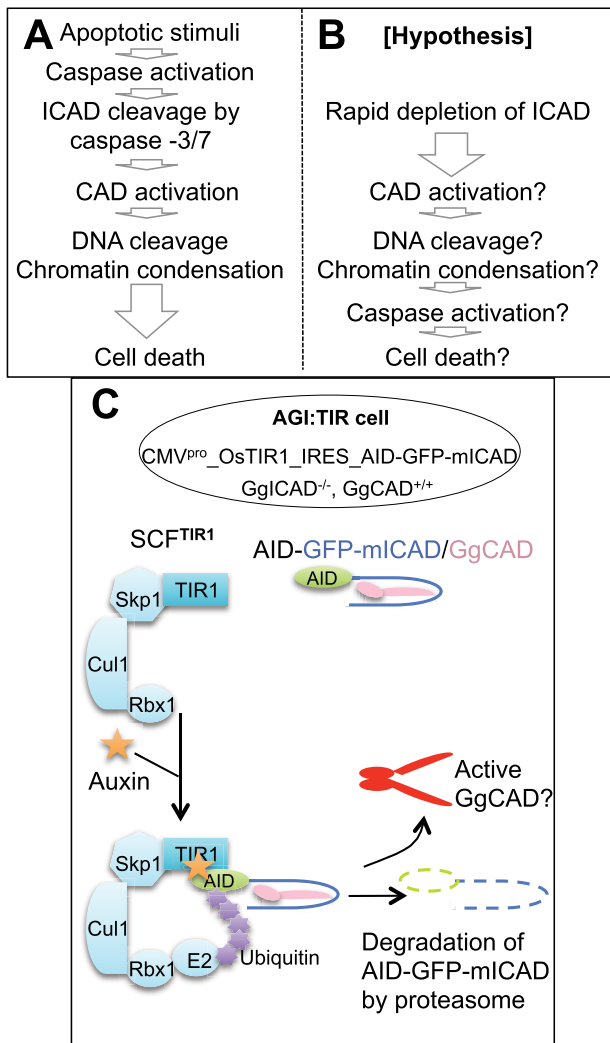 A
Apoptotic stimuli
Caspase activation
ICAD cleavage by
caspase -3/7
CAD activation
DNA cleavage
Chromatin condensation
Cell death
B
[Hypothesis]
Rapid depletion of ICAD
CAD activation?
DNA cleavage?
Chromatin condensation?
Caspase activation?
Cell death?
C
AGI:TIR cell
CMVpro_OsTIR1_IRES_AID-GFP-mICAD
GgICAD-/-, GgCAD+/+
SCFTIR1
AID-GFP-mICAD/GgCAD
Skp1
TIR1
AID
Cul1
Rbx1
Auxin
Active
GgCAD?
Skp1
TIR1
AID
Cul1
Rbx1
E2
Ubiquitin
Degradation of
AID-GFP-mICAD
by proteasome